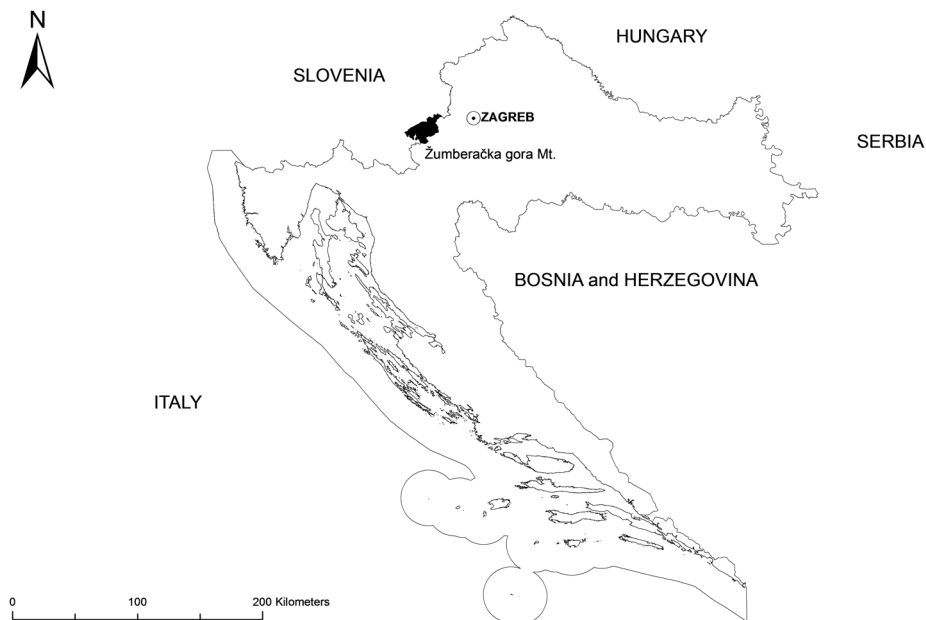 N
HUNGARY
SLOVENIA
ZAGREB
SERBIA
Žumberačka gora Mt.
BOSNIA and HERZEGOVINA
ITALY
0 100 200 Kilometers